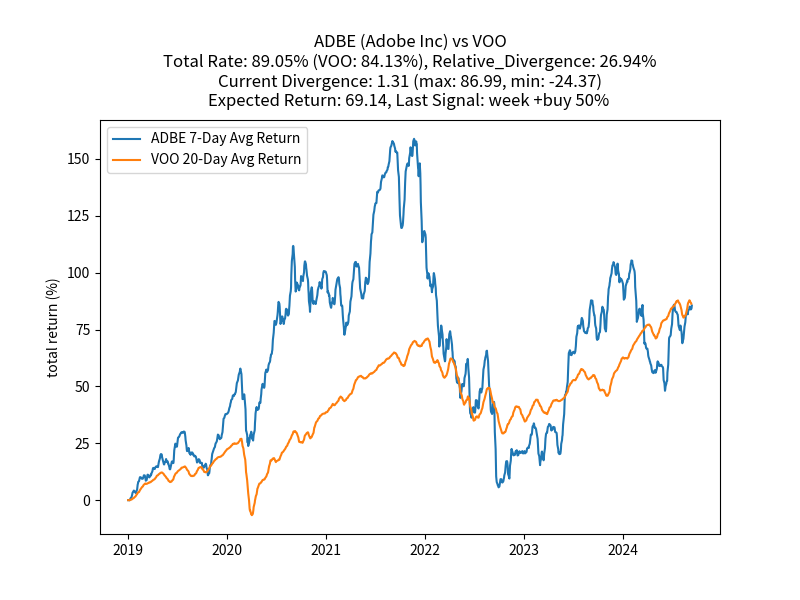 ADBE (Adobe Inc) vs VOO
Total Rate: 89.05% (VOO: 84.13%), Relative_Divergence: 26.94%
Current Divergence: 1.31 (max: 86.99, min: -24.37)
Expected Return: 69.14, Last Signal: week +buy 50%
ADBE 7-Day Avg Return
VOO 20-Day Avg Return
total return (%)
150
125
100
75
50
25
0
2019 2020 2021 2022 2023 2024